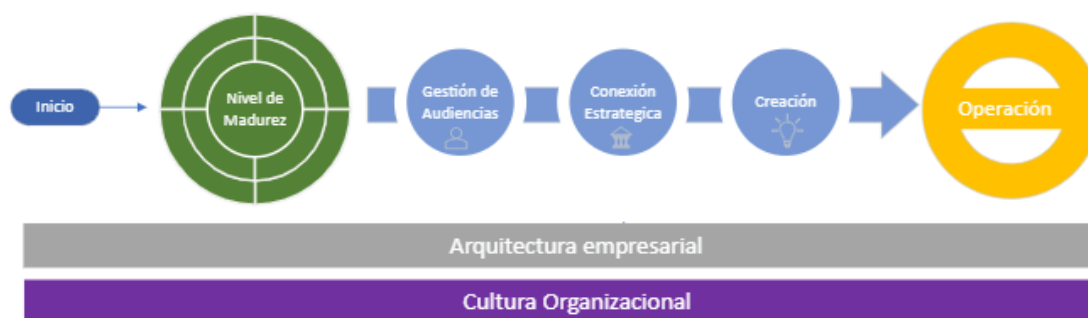 Inicio
Nivel de
Madurez
Gestión de
Audiencias
Conexión
Estrategica
Creación
Operación
Arquitectura empresarial
Cultura Organizacional